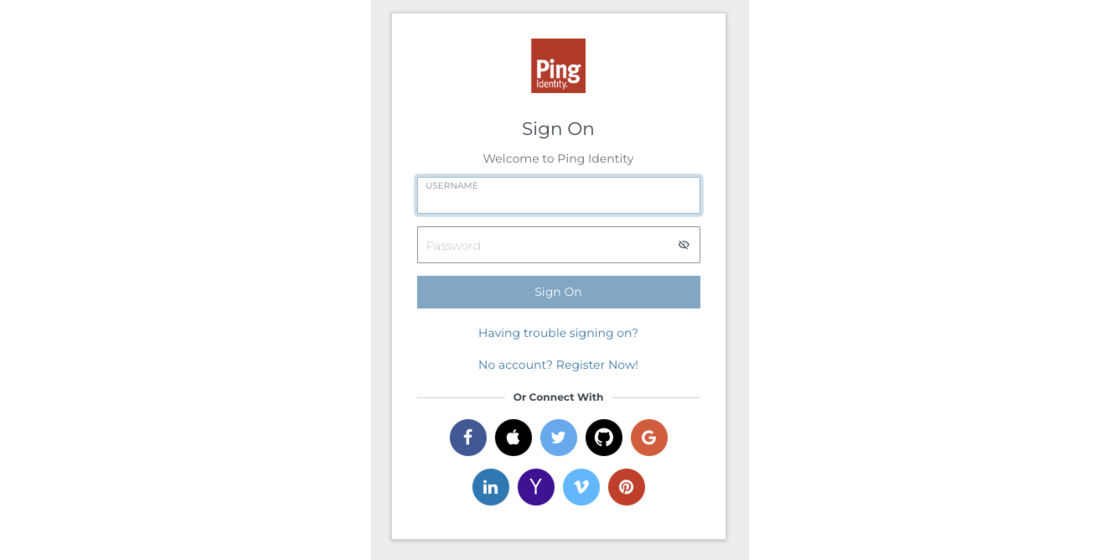 Ping
Identity.
Sign On
Welcome to Ping Identity
USERNAME
Password
Sign On
Having trouble signing on?
No account? Register Now!
Or Connect With